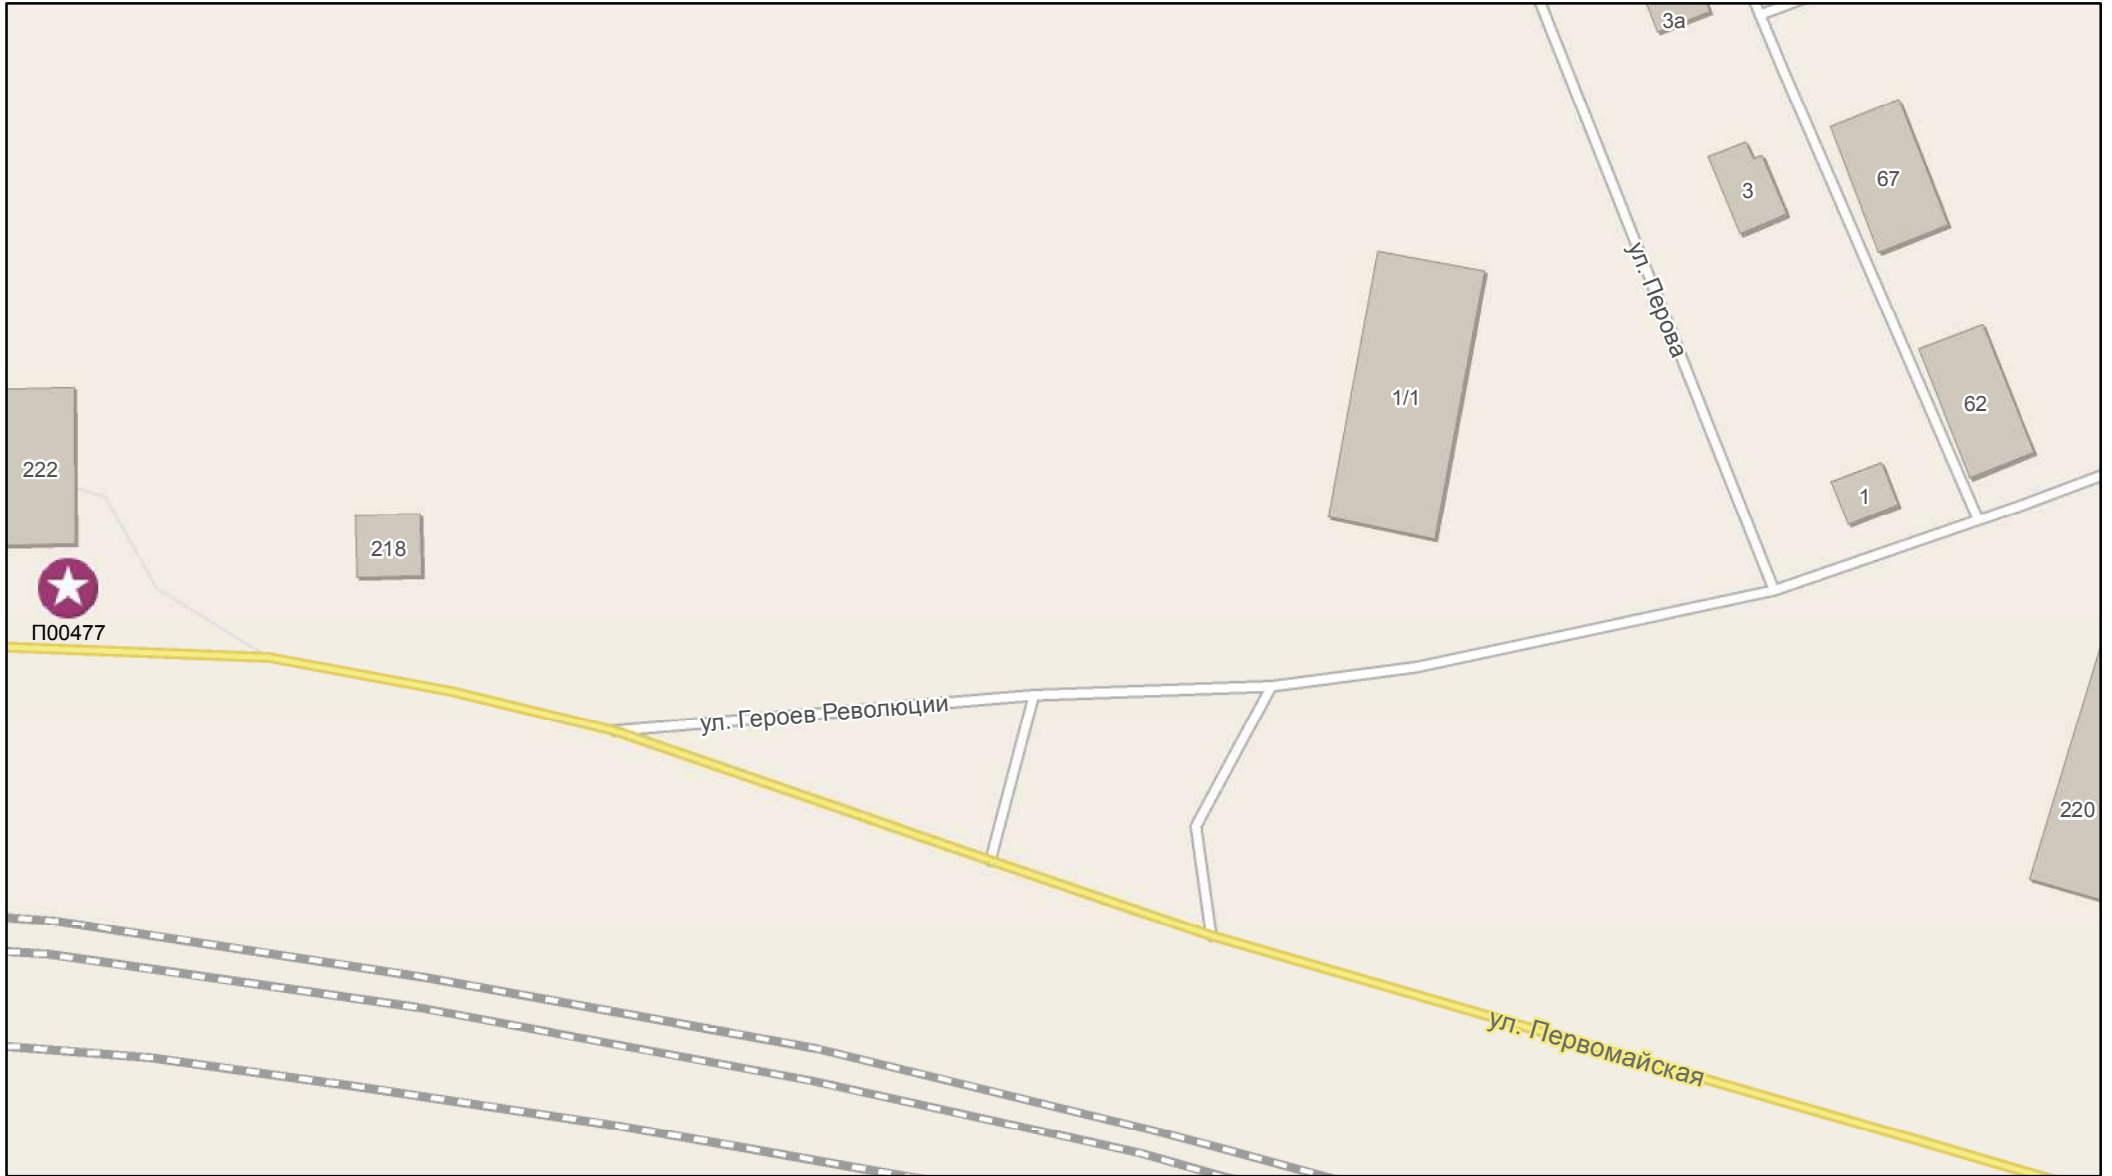 3а
67
3
ул. Перова
1/1
62
222
1
218
П00477
ул. Героев Революции
220
ул. Первомайская